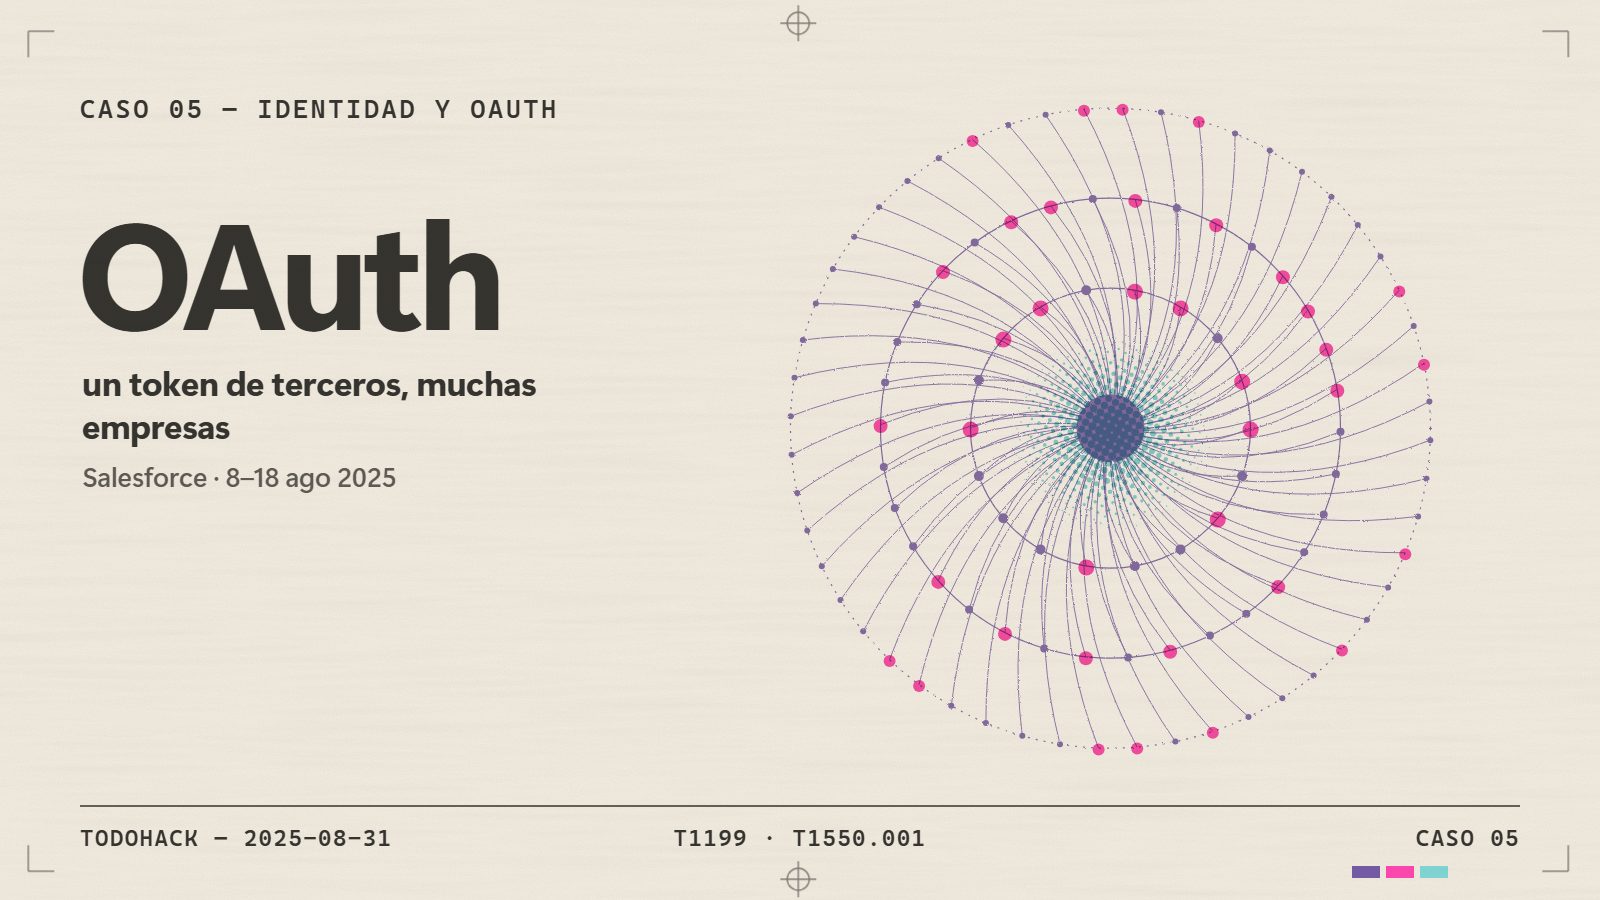 CASO 05 — IDENTIDAD Y OAUTH
OAuth
un token de terceros, muchas
empresas
Salesforce · 8–18 ago 2025
TODOHACK — 2025-08-31
T1199 · T1550.001
CASO 05